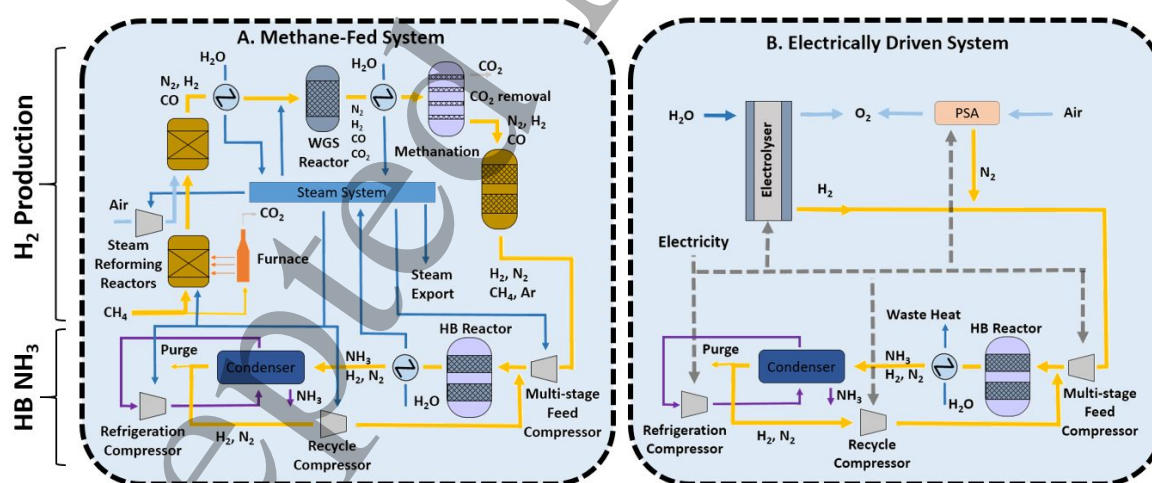 A. Methane-Fed System
H₂O
H₂O
CO₂
N₂, H₂
CO
CO₂ removal
N₂
H₂
CO
CO₂
N₂, H₂
CO
WGS
Reactor
Methanation
Steam System
Air
CO₂
Steam
Reforming
Reactors
Furnace
Steam
Export
H₂, N₂
CH₄, Ar
CH₄
HB Reactor
Purge
Condenser
NH₃
H₂, N₂
NH₃
H₂O
Multi-stage
Feed
Compressor
Refrigeration
Compressor
H₂, N₂
Recycle
Compressor
H₂ Production
HB NH₃
B. Electrically Driven System
H₂O
Electrolyser
O₂
PSA
Air
N₂
H₂
Electricity
Waste Heat
HB Reactor
Purge
Condenser
NH₃
H₂, N₂
NH₃
H₂O
Multi-stage
Feed
Compressor
Refrigeration
Compressor
H₂, N₂
Recycle
Compressor